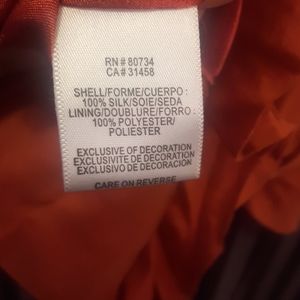 RN # 80734
CA # 31458
SHELL/FORME/CUERPO :
100% SILK/SOIE/SEDA
LINING/DOUBLURE/FORRO :
100% POLYESTER/
POLIESTER
EXCLUSIVE OF DECORATION
EXCLUSIVITE DE DECORATION
EXCLUSIVO DE DECORACION
CARE ON REVERSE